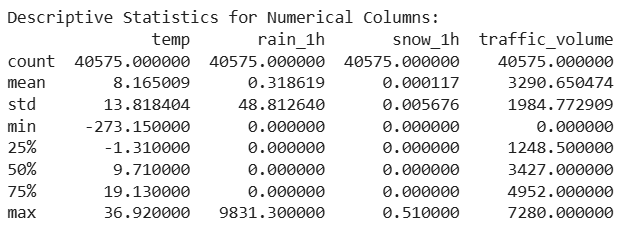 Descriptive Statistics for Numerical Columns:
temp rain_1h snow_1h traffic_volume
count 40575.000000 40575.000000 40575.000000 40575.000000
mean 8.165009 0.318619 0.000117 3290.650474
std 13.818404 48.812640 0.005676 1984.772909
min -273.150000 0.000000 0.000000 0.000000
25% -1.310000 0.000000 0.000000 1248.500000
50% 9.710000 0.000000 0.000000 3427.000000
75% 19.130000 0.000000 0.000000 4952.000000
max 36.920000 9831.300000 0.510000 7280.000000